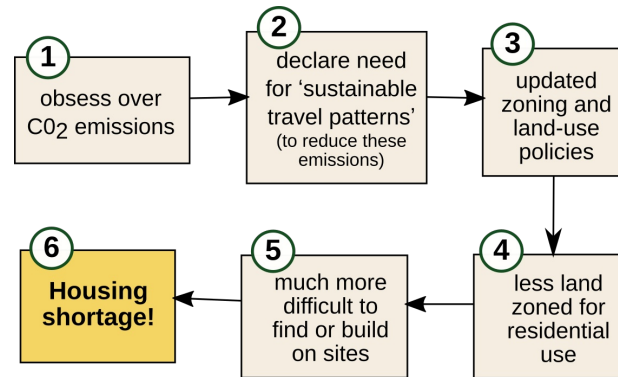 1
obsess over
C0₂ emissions
2
declare need
for ‘sustainable
travel patterns’
(to reduce these
emissions)
3
updated
zoning and
land-use
policies
4
less land
zoned for
residential
use
5
much more
difficult to
find or build
on sites
6
Housing
shortage!